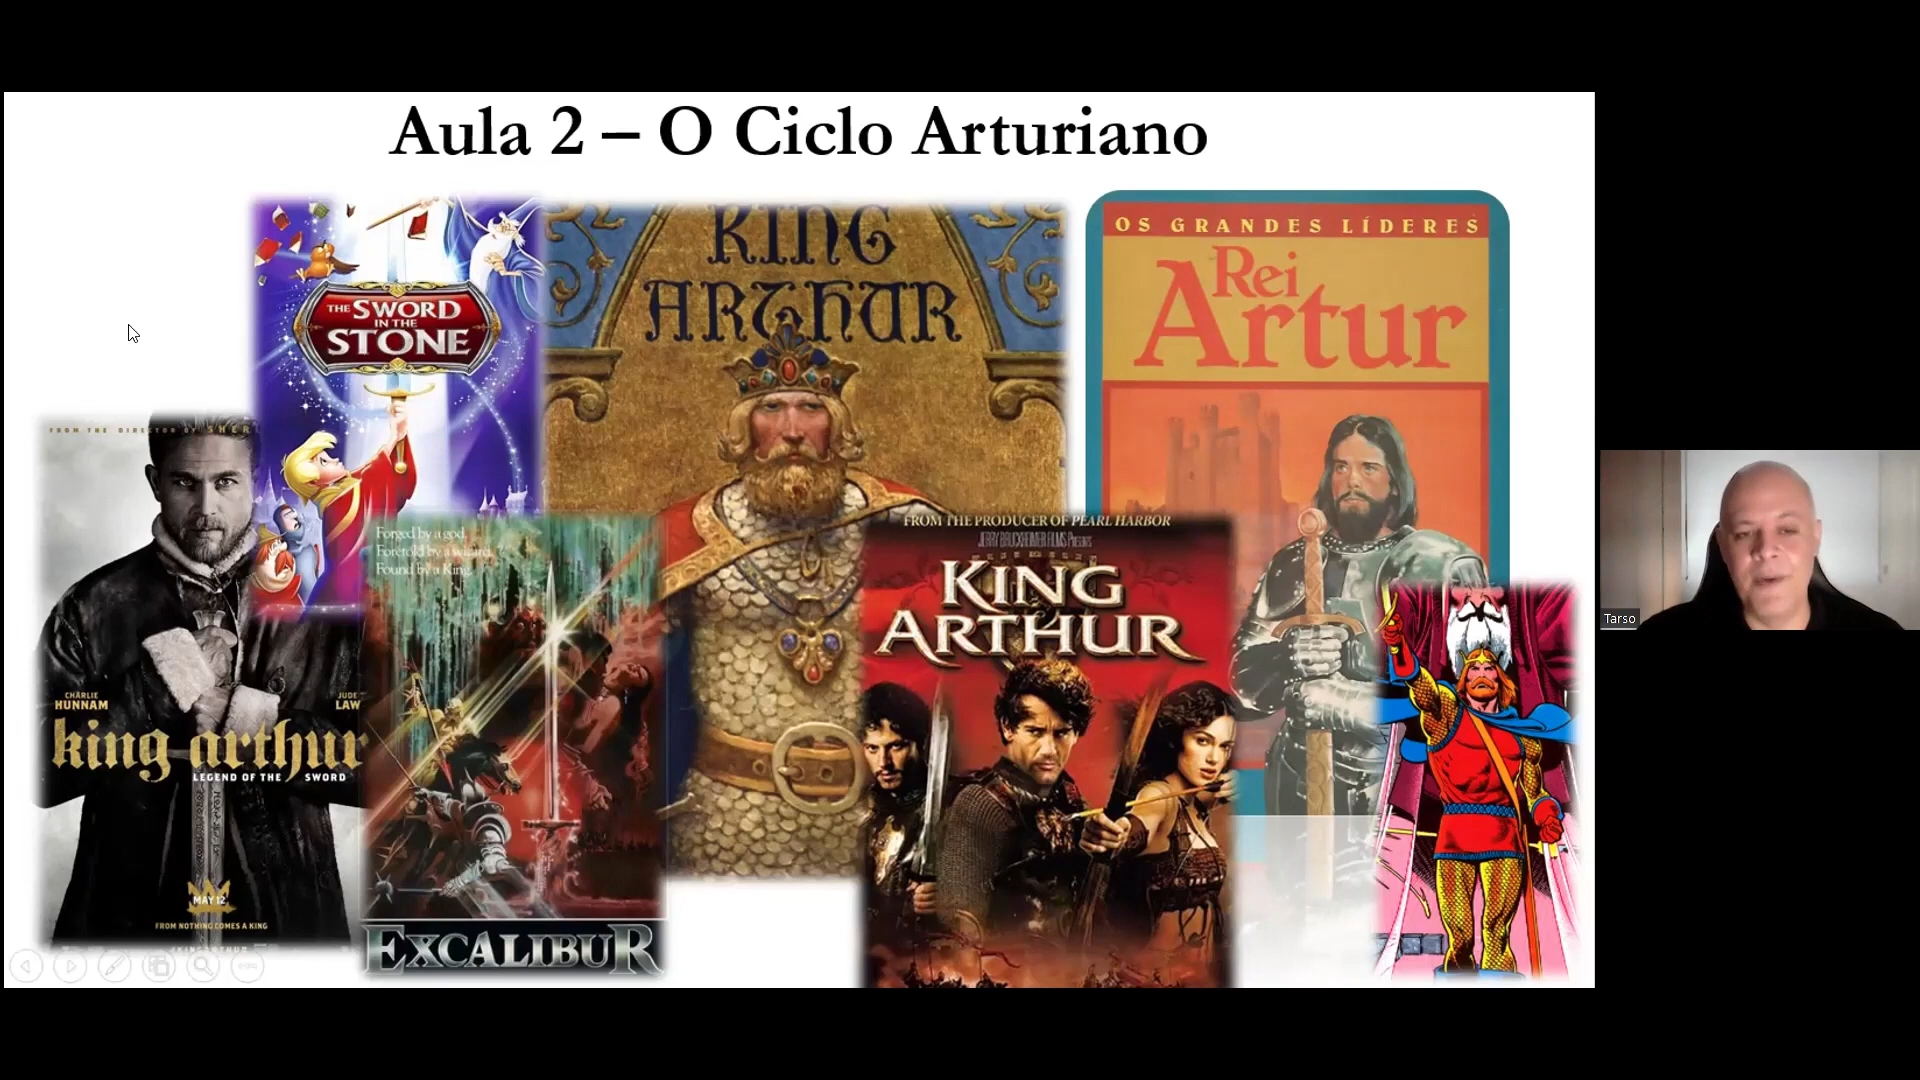 Aula 2 – O Ciclo Arturiano
THE SWORD
IN THE
STONE
KING
ARTHUR
OS GRANDES LÍDERES
Rei
Artur
FROM THE DIRECTOR OF SHER
CHARLIE
HUNNAM
JUDE
LAW
king arthur
LEGEND OF THE SWORD
MAY 12
FROM NOTHING COMES A KING
Forged by a god.
Foretold by a wizard.
Found by a King.
EXCALIBUR
FROM THE PRODUCER OF PEARL HARBOR
JERRY BRUCKHEIMER FILMS PRESENTS
KING
ARTHUR
Tarso